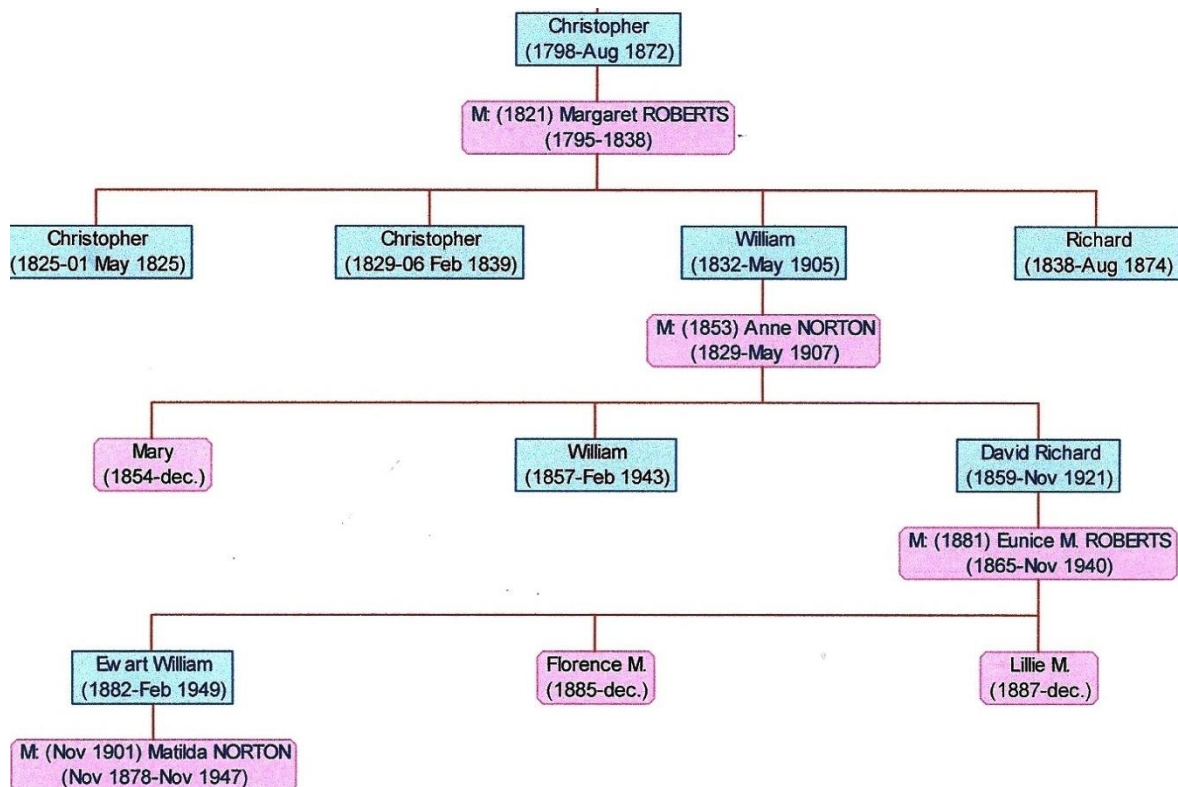 Christopher
(1798-Aug 1872)
M: (1821) Margaret ROBERTS
(1795-1838)
Christopher
(1825-01 May 1825)
Christopher
(1829-06 Feb 1839)
William
(1832-May 1905)
Richard
(1838-Aug 1874)
M: (1853) Anne NORTON
(1829-May 1907)
Mary
(1854-dec.)
William
(1857-Feb 1943)
David Richard
(1859-Nov 1921)
M: (1881) Eunice M. ROBERTS
(1865-Nov 1940)
Ewart William
(1882-Feb 1949)
Florence M.
(1885-dec.)
Lillie M.
(1887-dec.)
M: (Nov 1901) Matilda NORTON
(Nov 1878-Nov 1947)